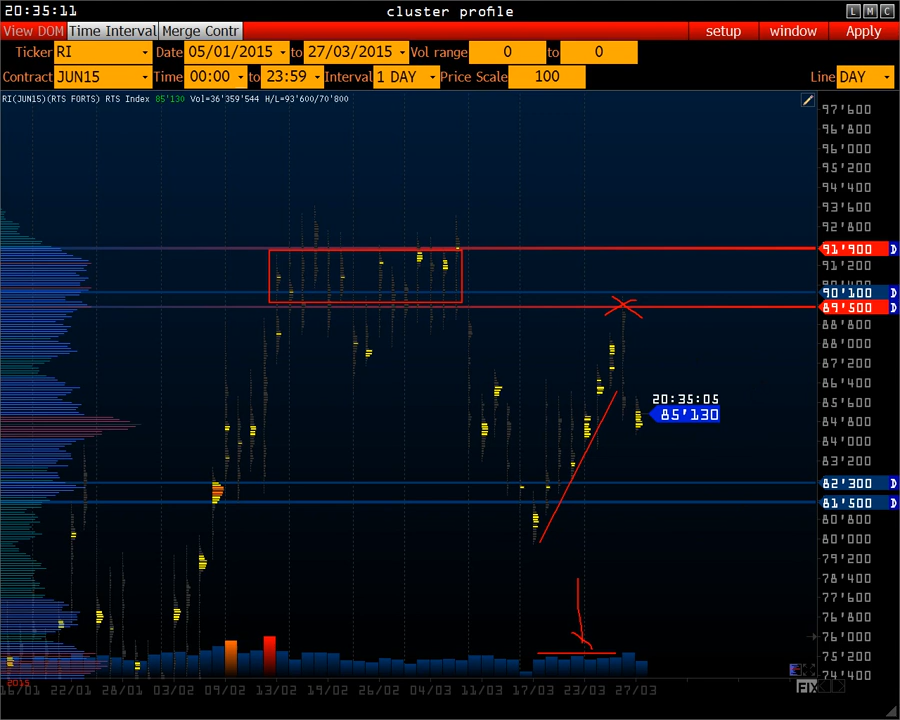 20:35:11
cluster profile
L M C
View DOM Time Interval Merge Contr
setup window Apply
Ticker RI Date 05/01/2015 to 27/03/2015 Vol range 0 to 0
Contract JUN15 Time 00:00 to 23:59 Interval 1 DAY Price Scale 100 Line DAY
RI(JUN15)(RTS FORTS) RTS Index 85'130 Vol=36'359'544 H/L=93'600/70'800
97'600
96'800
96'000
95'200
94'400
93'600
92'800
91'900 D
91'200
90'100 D
89'500 D
88'800
88'000
87'200
86'400
20:35:05
85'600
85'130
84'800
84'000
83'200
82'300 D
81'500 D
80'800
80'000
79'200
78'400
77'600
76'800
76'000
75'200
74'400
2015
16/01 22/01 28/01 03/02 09/02 13/02 19/02 26/02 04/03 11/03 17/03 23/03 27/03